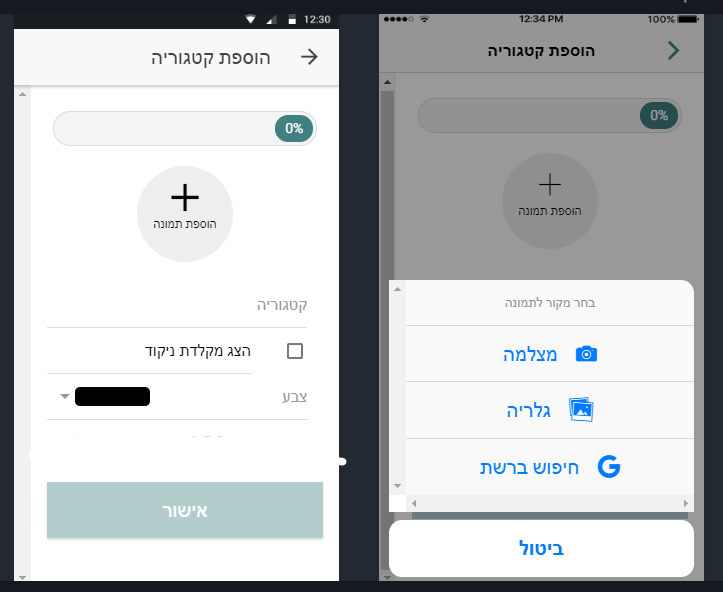 12:30
הוספת קטגוריה
0%
הוספת תמונה
קטגוריה
הצג מקלדת ניקוד
צבע
אישור
12:34 PM
100%
הוספת קטגוריה
0%
הוספת תמונה
בחר מקור לתמונה
מצלמה
גלריה
חיפוש ברשת
ביטול